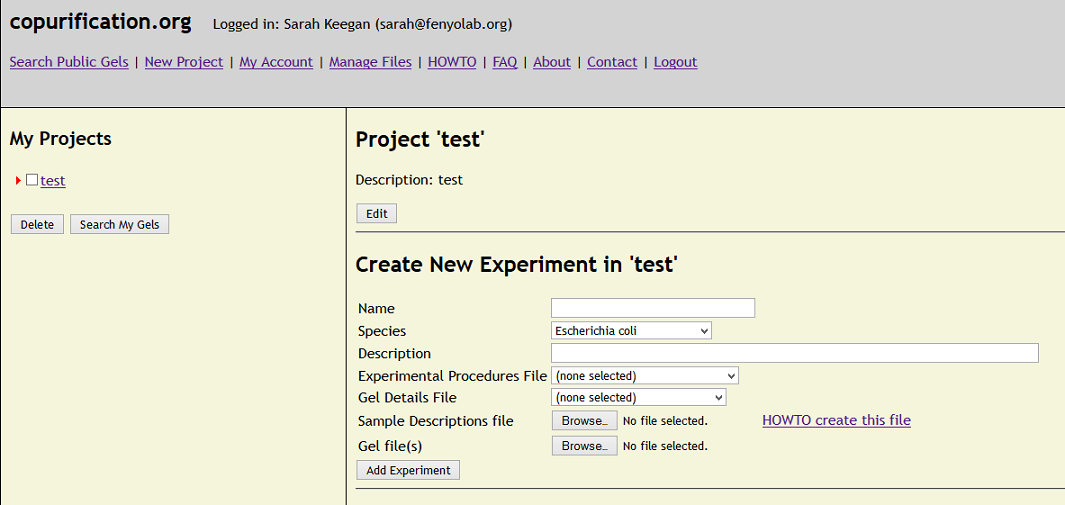 copurification.org Logged in: Sarah Keegan (sarah@fenyolab.org)
Search Public Gels | New Project | My Account | Manage Files | HOWTO | FAQ | About | Contact | Logout
My Projects
test
Delete Search My Gels
Project 'test'
Description: test
Edit
Create New Experiment in 'test'
Name
Species Escherichia coli
Description
Experimental Procedures File (none selected)
Gel Details File (none selected)
Sample Descriptions file Browse... No file selected. HOWTO create this file
Gel file(s) Browse... No file selected.
Add Experiment